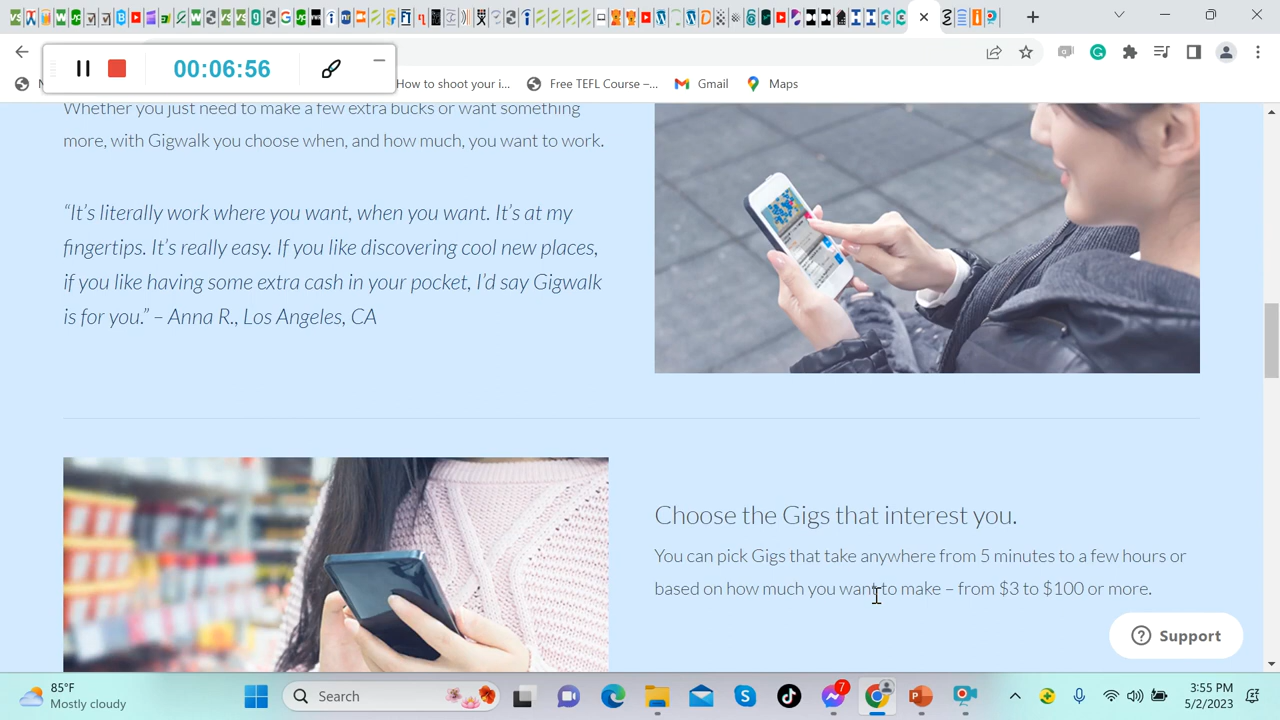 00:06:56
How to shoot your i...
Free TEFL Course –...
Gmail
Maps
Whether you just need to make a few extra bucks or want something
more, with Gigwalk you choose when, and how much, you want to work.
“It’s literally work where you want, when you want. It’s at my
fingertips. It’s really easy. If you like discovering cool new places,
if you like having some extra cash in your pocket, I’d say Gigwalk
is for you.” – Anna R., Los Angeles, CA
Choose the Gigs that interest you.
You can pick Gigs that take anywhere from 5 minutes to a few hours or
based on how much you want to make – from $3 to $100 or more.
Support
85°F
Mostly cloudy
Search
7
3:55 PM
5/2/2023